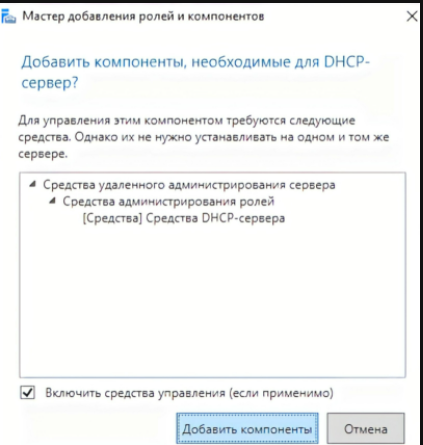 Мастер добавления ролей и компонентов
Добавить компоненты, необходимые для DHCP-
сервер?
Для управления этим компонентом требуются следующие
средства. Однако их не нужно устанавливать на одном и том же
сервере.
Средства удаленного администрирования сервера
Средства администрирования ролей
[Средства] Средства DHCP-сервера
Включить средства управления (если применимо)
Добавить компоненты
Отмена